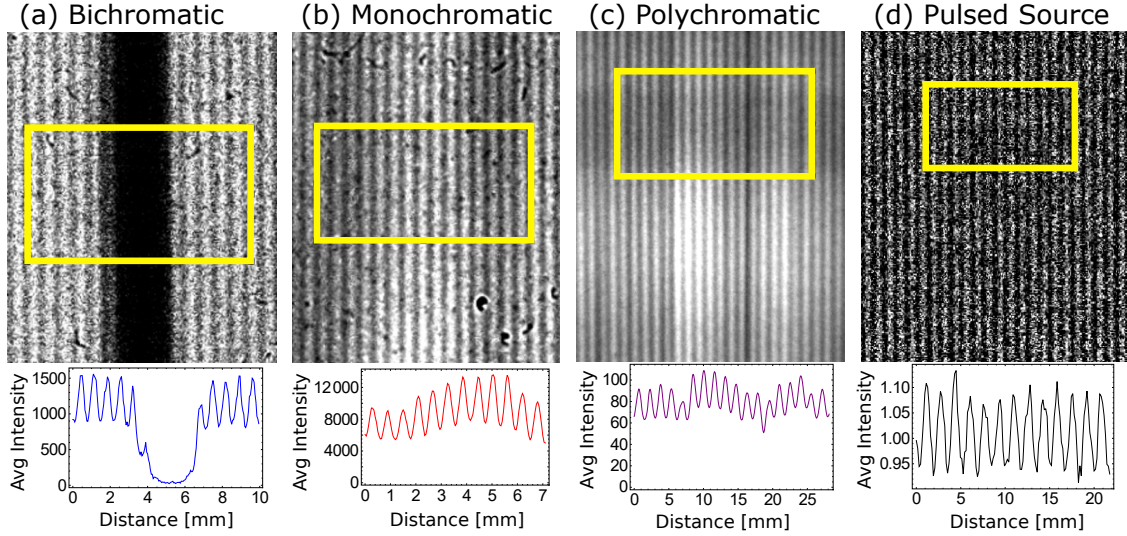 (a) Bichromatic
(b) Monochromatic
(c) Polychromatic
(d) Pulsed Source
Avg Intensity
1500
1000
500
0
0 2 4 6 8 10
Distance [mm]
Avg Intensity
12000
8000
4000
0
0 1 2 3 4 5 6 7
Distance [mm]
Avg Intensity
100
80
60
40
20
0
0 5 10 15 20 25
Distance [mm]
Avg Intensity
1.10
1.05
1.00
0.95
0 5 10 15 20
Distance [mm]